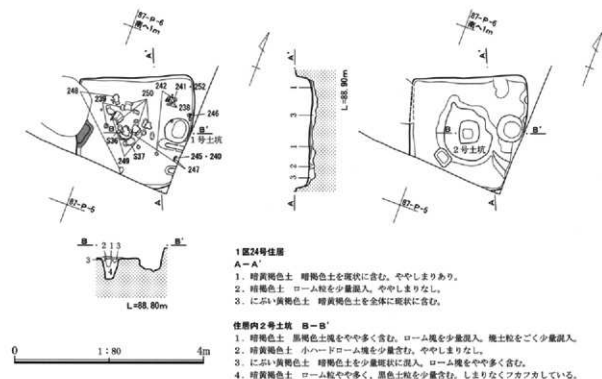 87-P-6
南へ1m
A'
248
239
250
242
241・252
238
246
B
B'
1号土坑
S36
249
S37
245・240
247
A
87-P-6
A'
1
3
1
2
3
A
L=88.90m
87-P-6
南へ1m
A'
B
B'
2号土坑
87-P-6
A
B
B'
2 1 3
3
4
L=88.80m
0
1:80
4m
1区24号住居
A-A'
1. 暗黄褐色土 暗褐色土を斑状に含む。ややしまりあり。
2. 暗褐色土 ローム粒を少量混入。ややしまりなし。
3. にぶい黄褐色土 暗黄褐色土を全体に斑状に含む。
住居内2号土坑 B-B'
1. 暗褐色土 黒褐色土塊をやや多く含む。ローム塊を少量混入。焼土粒をごく少量混入。
2. 暗黄褐色土 小ハードローム塊を少量含む。ややしまりなし。
3. にぶい黄褐色土 暗褐色土を少量斑状に混入。ローム塊をやや多く含む。
4. 暗黄褐色土 ローム粒やや多く、黒色土粒を少量含む。しまりなくフカフカしている。